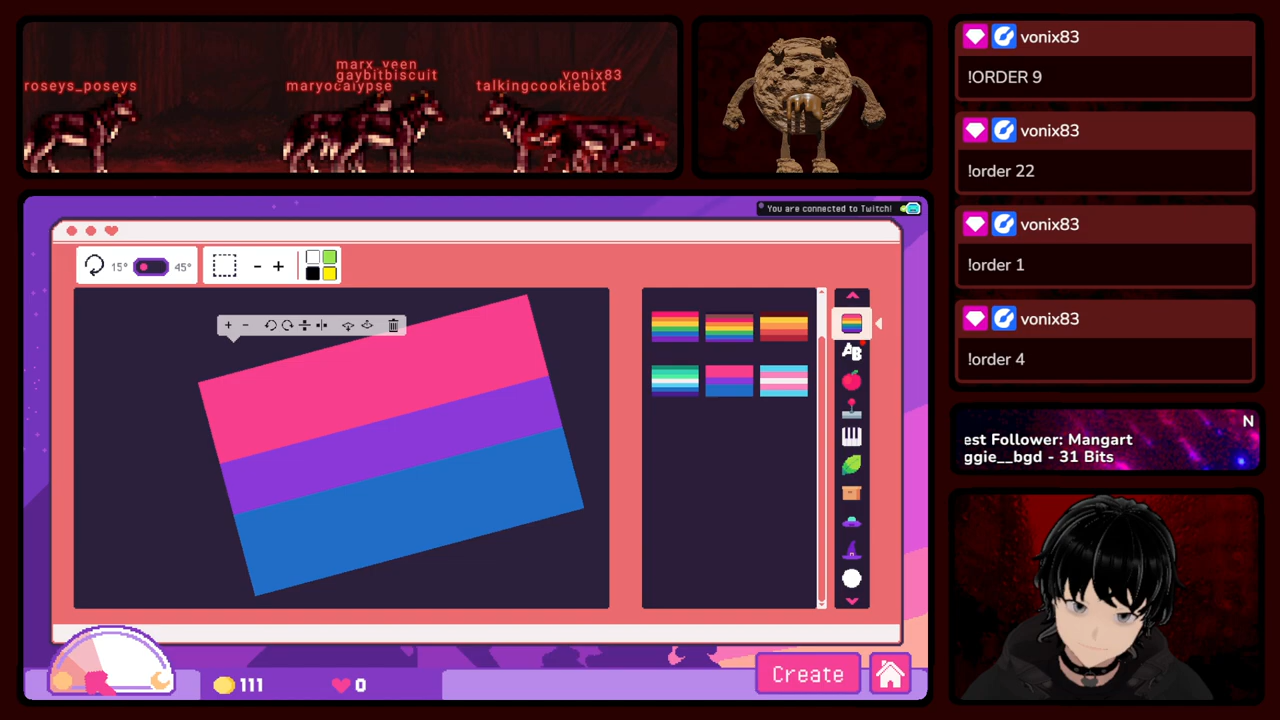 roseys_poseys
marx_veen
gaybitbiscuit
maryocalypse
vonix83
talkingcookiebot
You are connected to Twitch!
15°
45°
- +
AB
+ -
111
0
Create
vonix83
!ORDER 9
vonix83
!order 22
vonix83
!order 1
vonix83
!order 4
N
est Follower: Mangart
ggie__bgd - 31 Bits